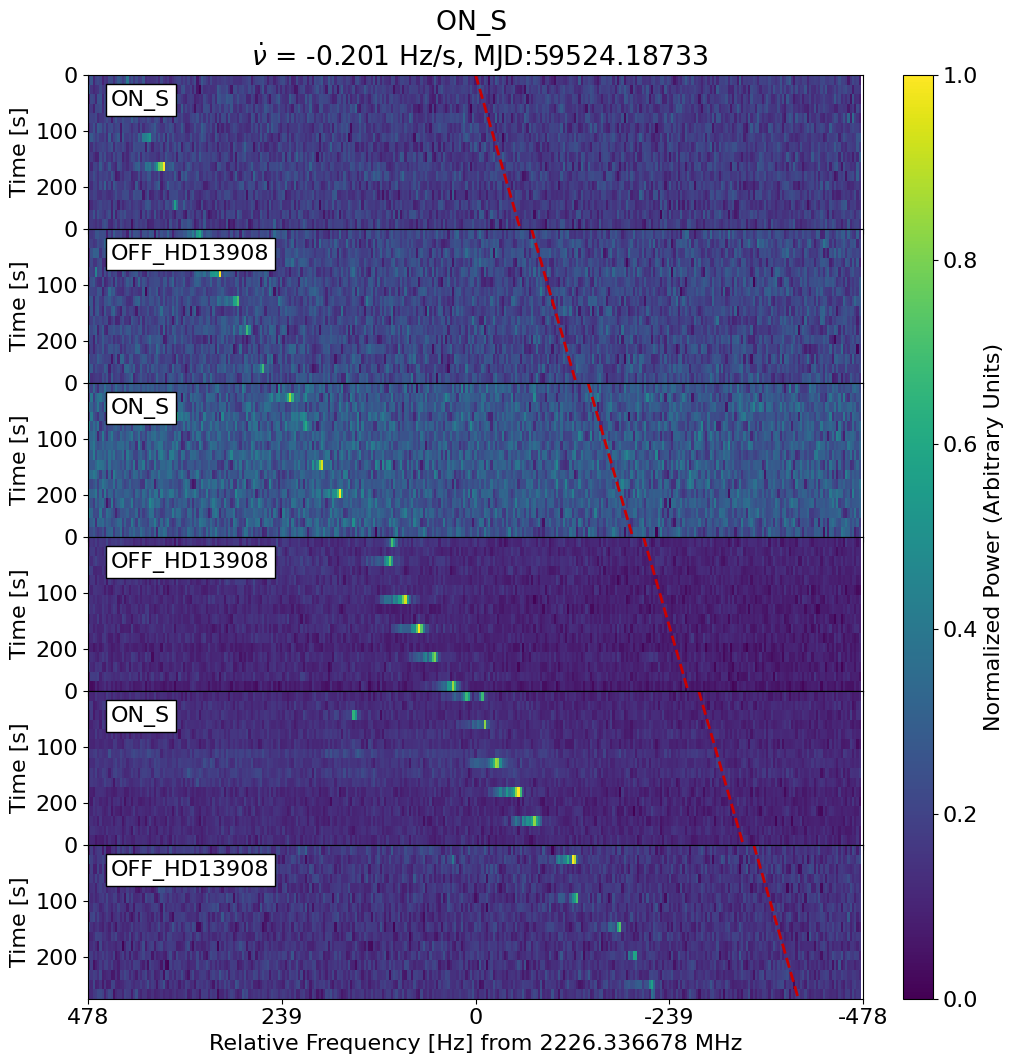 ON_S
ν̇ = -0.201 Hz/s, MJD:59524.18733
0
ON_S
100
Time [s]
200
0
OFF_HD13908
100
Time [s]
200
0
ON_S
100
Time [s]
200
0
OFF_HD13908
100
Time [s]
200
0
ON_S
100
Time [s]
200
0
OFF_HD13908
100
Time [s]
200
478 239 0 -239 -478
Relative Frequency [Hz] from 2226.336678 MHz
1.0
0.8
0.6
0.4
0.2
0.0
Normalized Power (Arbitrary Units)